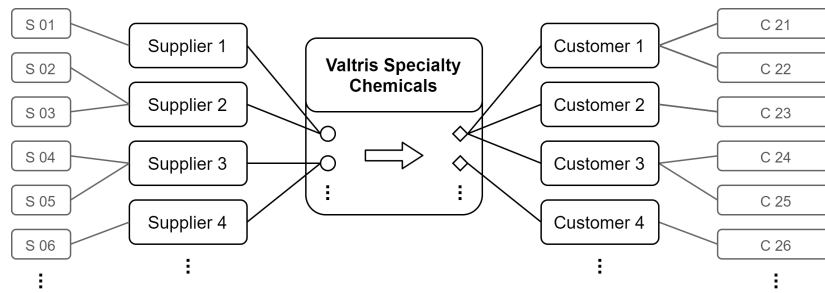 S 01
S 02
S 03
S 04
S 05
S 06
Supplier 1
Supplier 2
Supplier 3
Supplier 4
Valtris Specialty
Chemicals
Customer 1
Customer 2
Customer 3
Customer 4
C 21
C 22
C 23
C 24
C 25
C 26